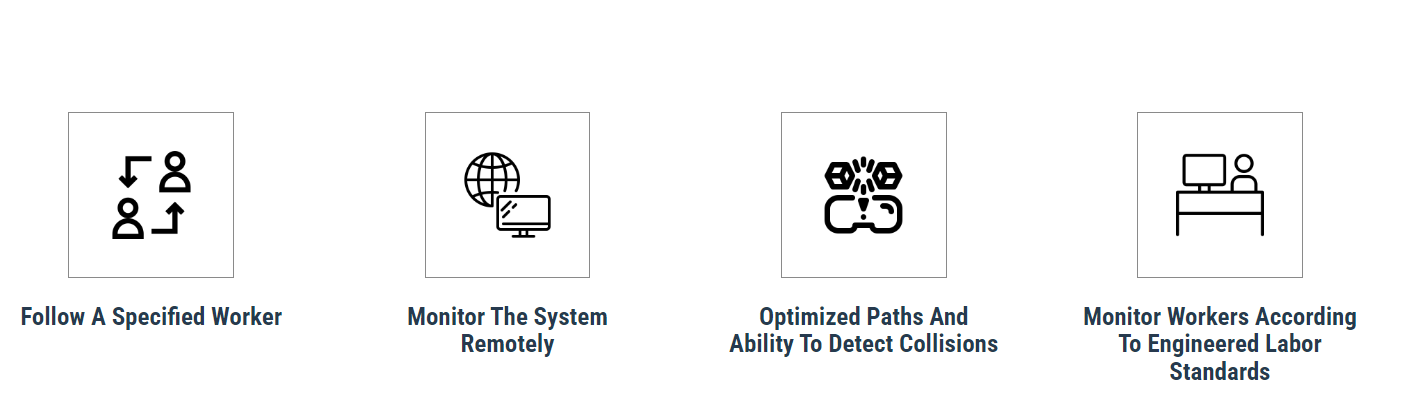 Follow A Specified Worker
Monitor The System
Remotely
Optimized Paths And
Ability To Detect Collisions
Monitor Workers According
To Engineered Labor
Standards